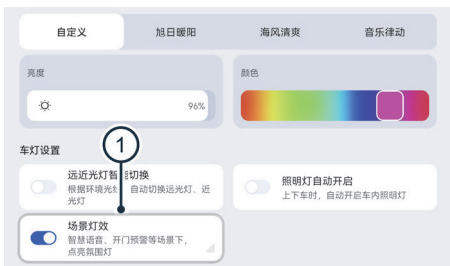 自定义 旭日暖阳 海风清爽 音乐律动
亮度 颜色
96%
车灯设置
1
远近光灯智 切换
根据环境光 自动切换远光灯、近
光灯
照明灯自动开启
上下车时，自动开启车内照明灯
场景灯效
智慧语音、开门预警等场景下，
点亮氛围灯